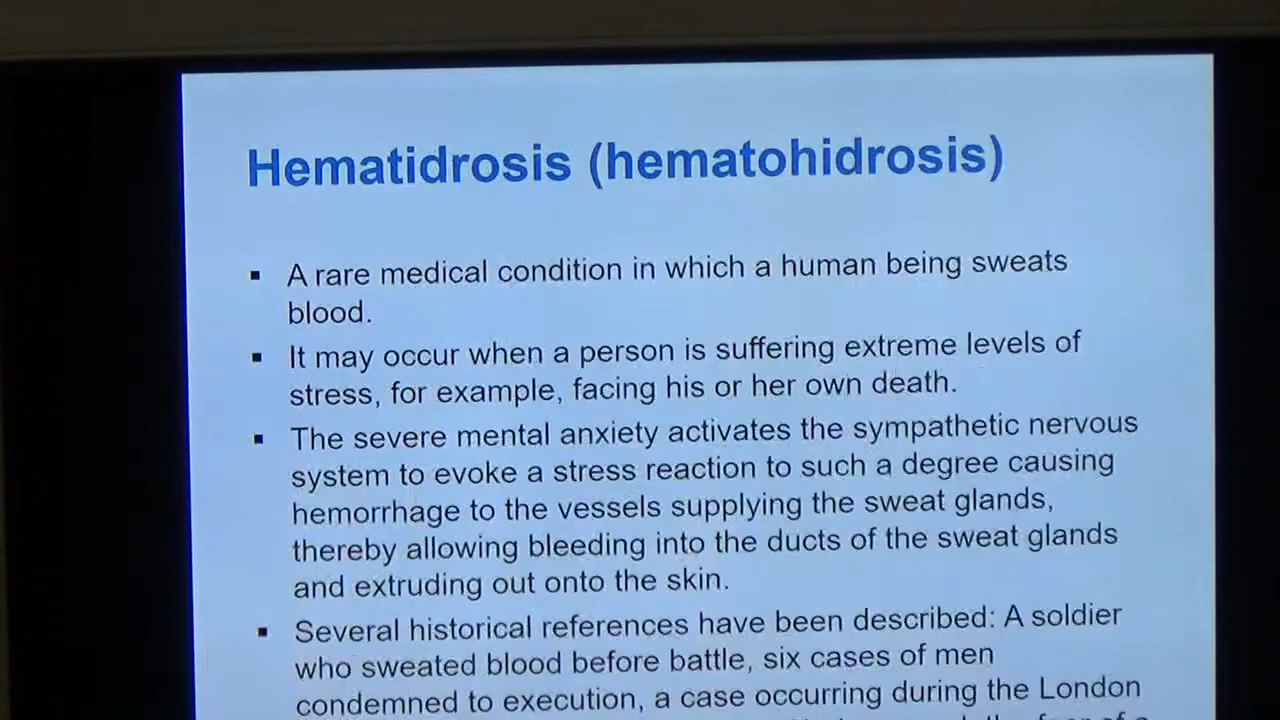 Hematidrosis (hematohidrosis)
▪ A rare medical condition in which a human being sweats
blood.
▪ It may occur when a person is suffering extreme levels of
stress, for example, facing his or her own death.
▪ The severe mental anxiety activates the sympathetic nervous
system to evoke a stress reaction to such a degree causing
hemorrhage to the vessels supplying the sweat glands,
thereby allowing bleeding into the ducts of the sweat glands
and extruding out onto the skin.
▪ Several historical references have been described: A soldier
who sweated blood before battle, six cases of men
condemned to execution, a case occurring during the London